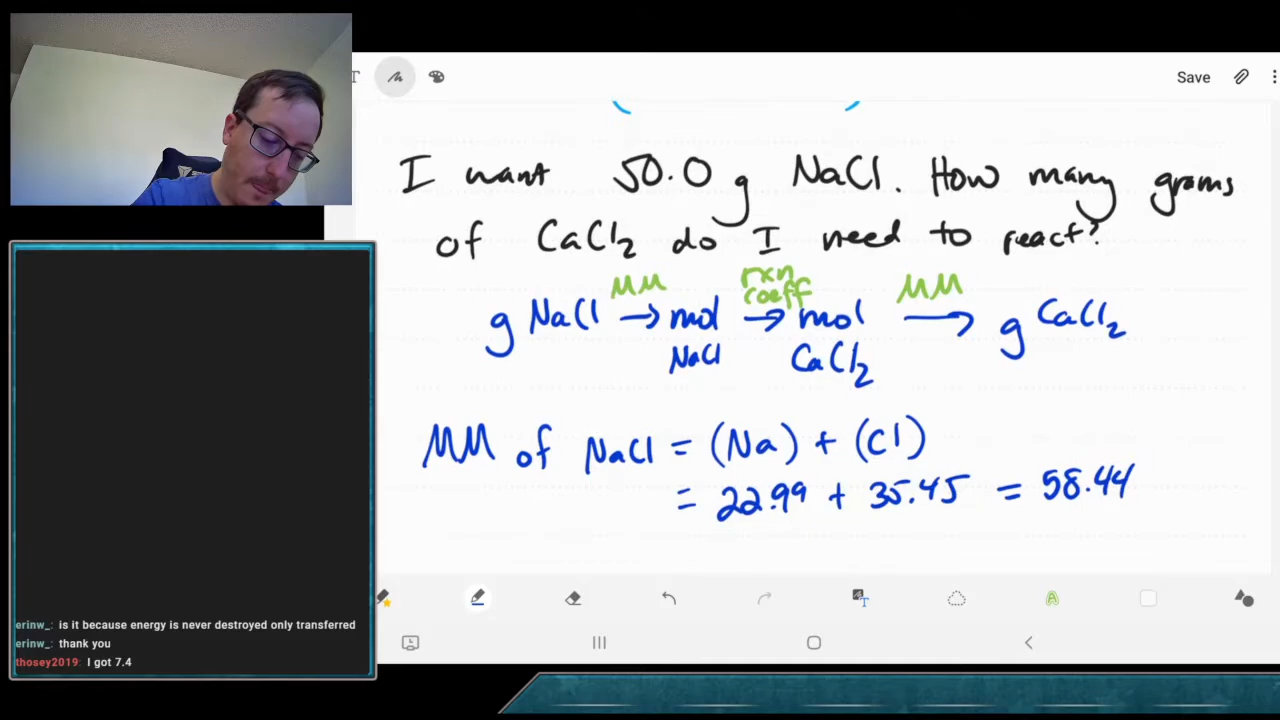 T
Save
I want 50.0 g NaCl. How many grams
of CaCl2 do I need to react?
MM rxn coeff MM
g NaCl → mol NaCl → mol CaCl2 → g CaCl2
MM of NaCl = (Na) + (Cl)
= 22.99 + 35.45 = 58.44
erinw_: is it because energy is never destroyed only transferred
erinw_: thank you
thosey2019: I got 7.4